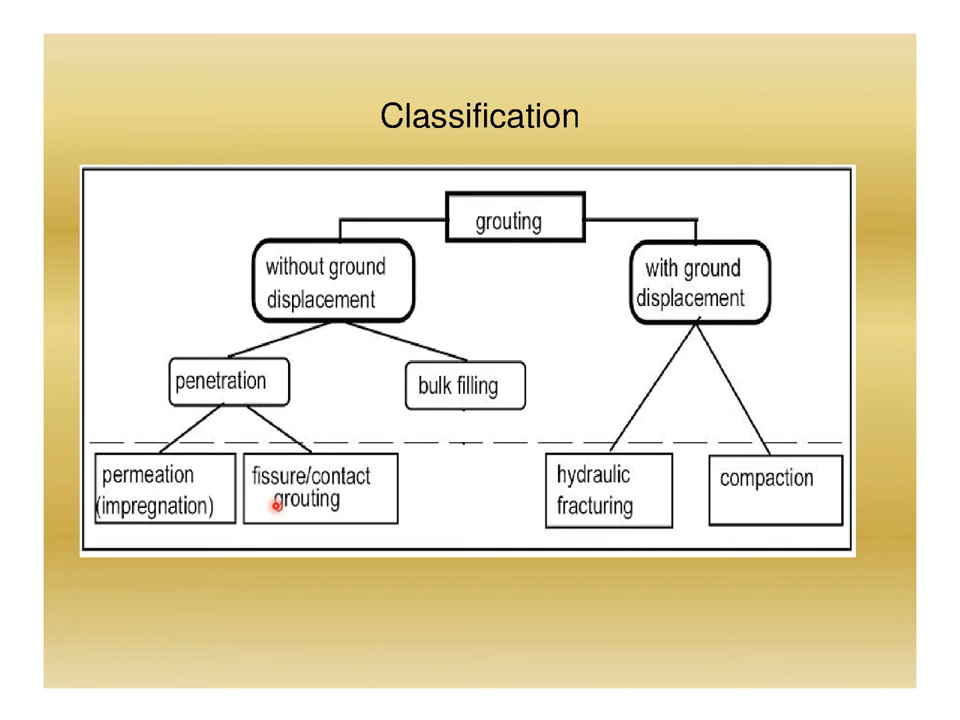 Classification
grouting
without ground
displacement
with ground
displacement
penetration
bulk filling
permeation
(impregnation)
fissure/contact
grouting
hydraulic
fracturing
compaction